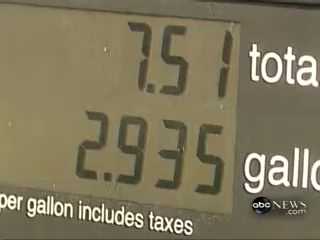 7.51 tota
2.935 gallo
per gallon includes taxes
abc NEWS
.com